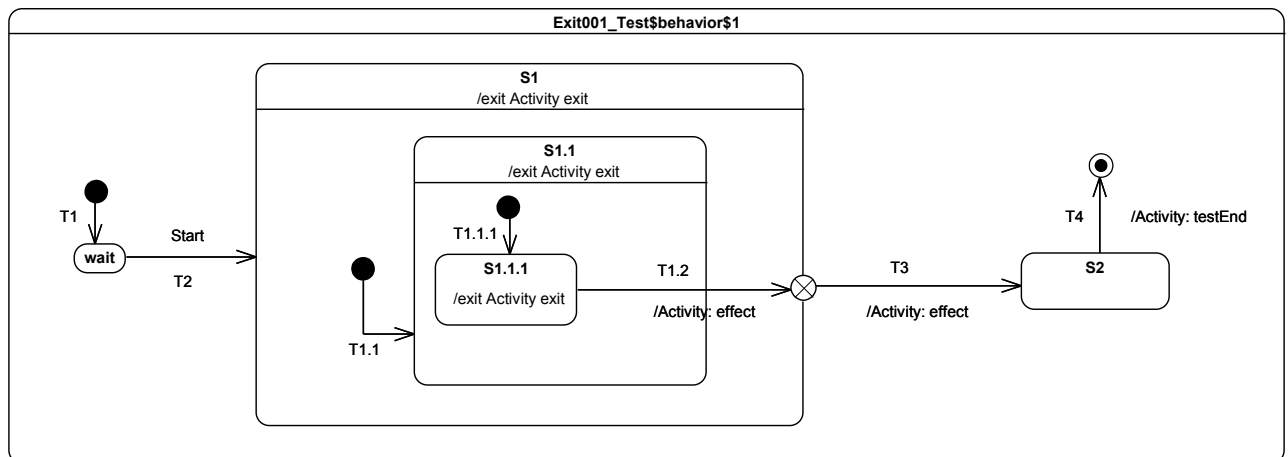 Exit001_Test$behavior$1
S1
/exit Activity exit
S1.1
/exit Activity exit
T1
wait
Start
T2
T1.1
T1.1.1
S1.1.1
/exit Activity exit
T1.2
/Activity: effect
T3
/Activity: effect
T4
/Activity: testEnd
S2